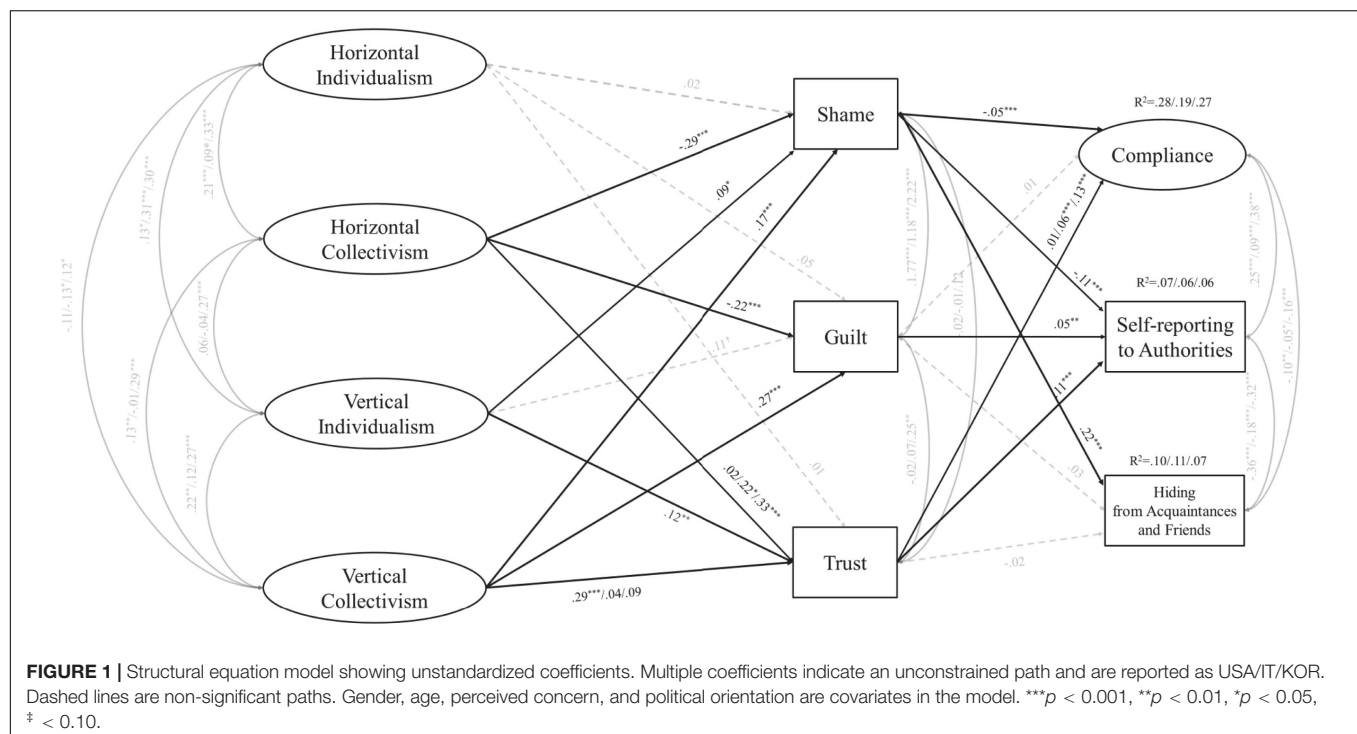 Horizontal
Individualism
Horizontal
Collectivism
Vertical
Individualism
Vertical
Collectivism
-.11/-.13*/.12*
.13*/.31***/.30***
.21***/.09*/.33***
.06/-.04/.27***
.13**/-.01/.29***
.22**/.12/.27***
.02
-.29***
.09*
.17***
.05
-.22***
.27***
.01
.02/.22*/.33***
.12**
.29***/.04/.09
Shame
Guilt
Trust
1.77***/1.18***/2.22***
.02/-.01/.12
-.02/.07/.25**
-.05***
.01
.01/.06***/.13***
-.11***
.05**
.11***
.22***
.03
-.02
R²=.28/.19/.27
Compliance
R²=.07/.06/.06
Self-reporting
to Authorities
R²=.10/.11/.07
Hiding
from Acquaintances
and Friends
.25***/.09***/.38***
-.10**/-.05*/-.16***
-.36***/-.18***/-.32***
FIGURE 1 | Structural equation model showing unstandardized coefficients. Multiple coefficients indicate an unconstrained path and are reported as USA/IT/KOR.
Dashed lines are non-significant paths. Gender, age, perceived concern, and political orientation are covariates in the model. ***p < 0.001, **p < 0.01, *p < 0.05,
‡ < 0.10.